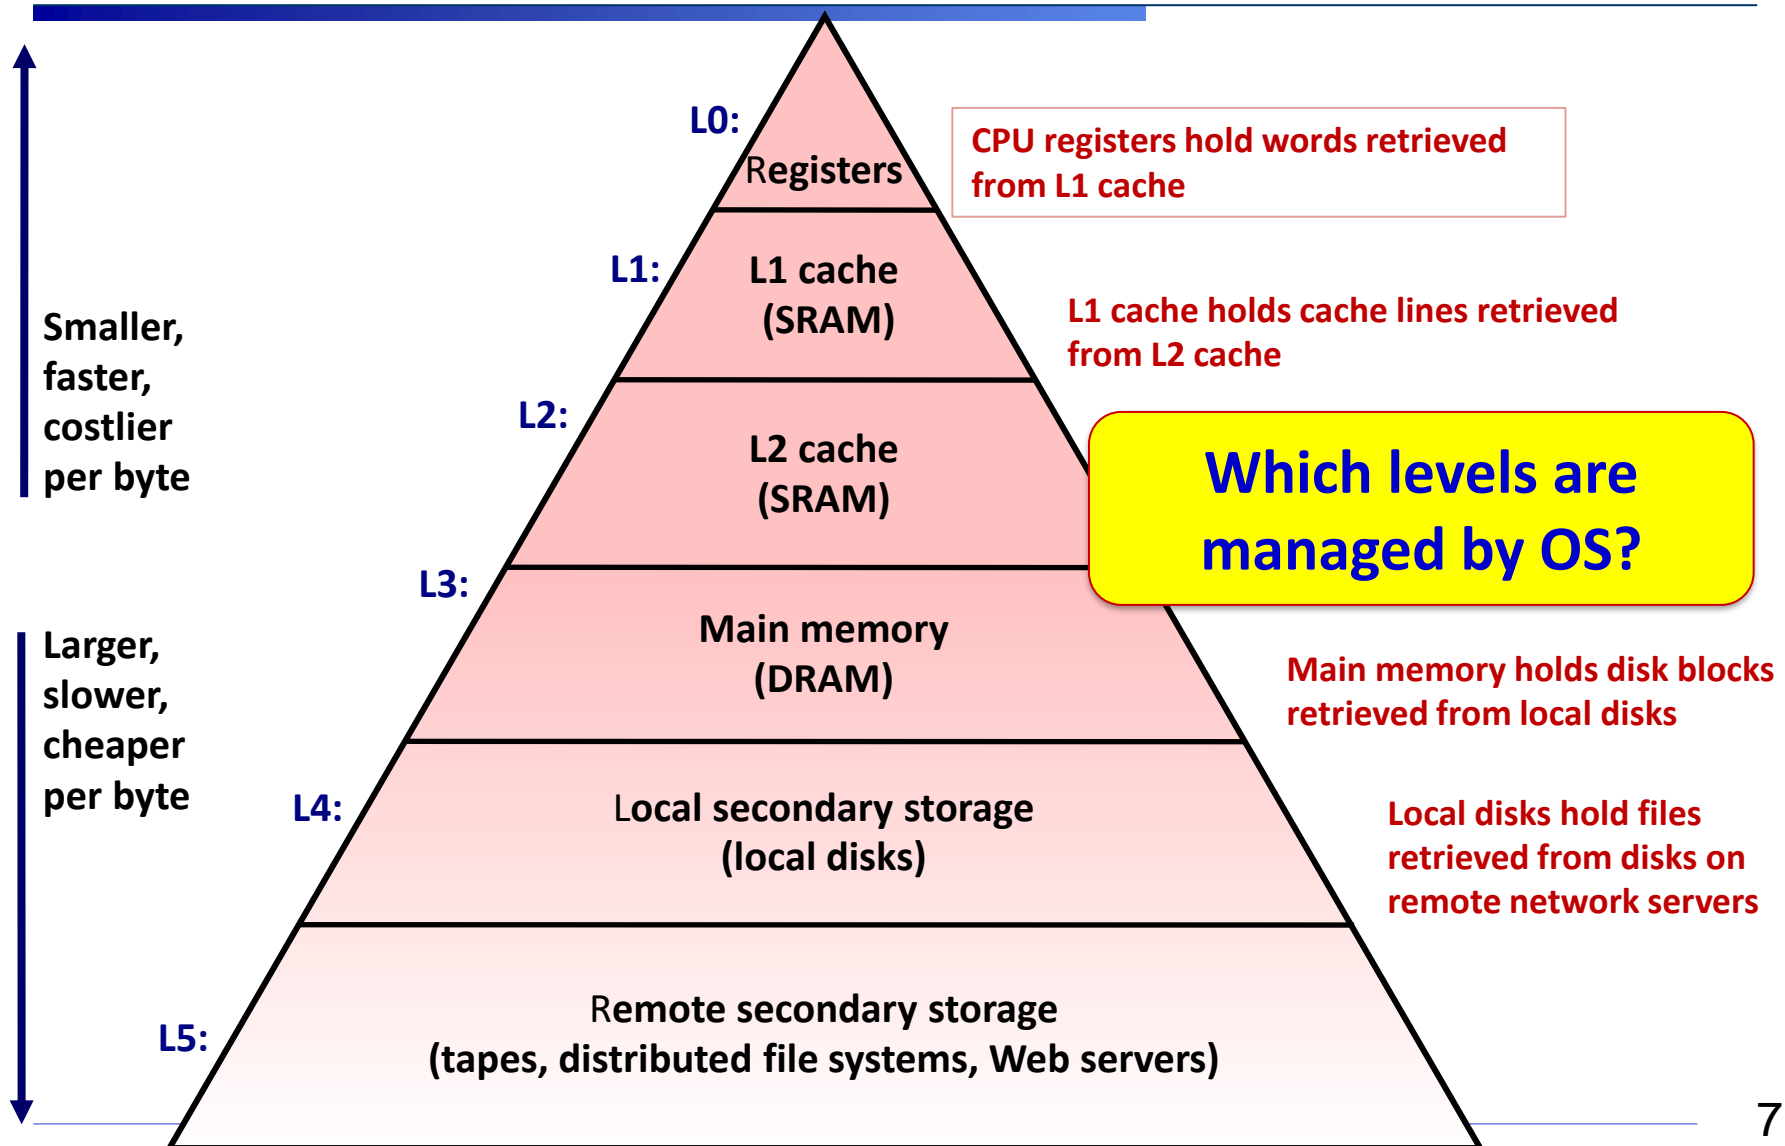 L0:
Registers
CPU registers hold words retrieved
from L1 cache
L1:
L1 cache
(SRAM)
L1 cache holds cache lines retrieved
from L2 cache
Smaller,
faster,
costlier
per byte
L2:
L2 cache
(SRAM)
Which levels are
managed by OS?
L3:
Main memory
(DRAM)
Main memory holds disk blocks
retrieved from local disks
Larger,
slower,
cheaper
per byte
L4:
Local secondary storage
(local disks)
Local disks hold files
retrieved from disks on
remote network servers
L5:
Remote secondary storage
(tapes, distributed file systems, Web servers)
7